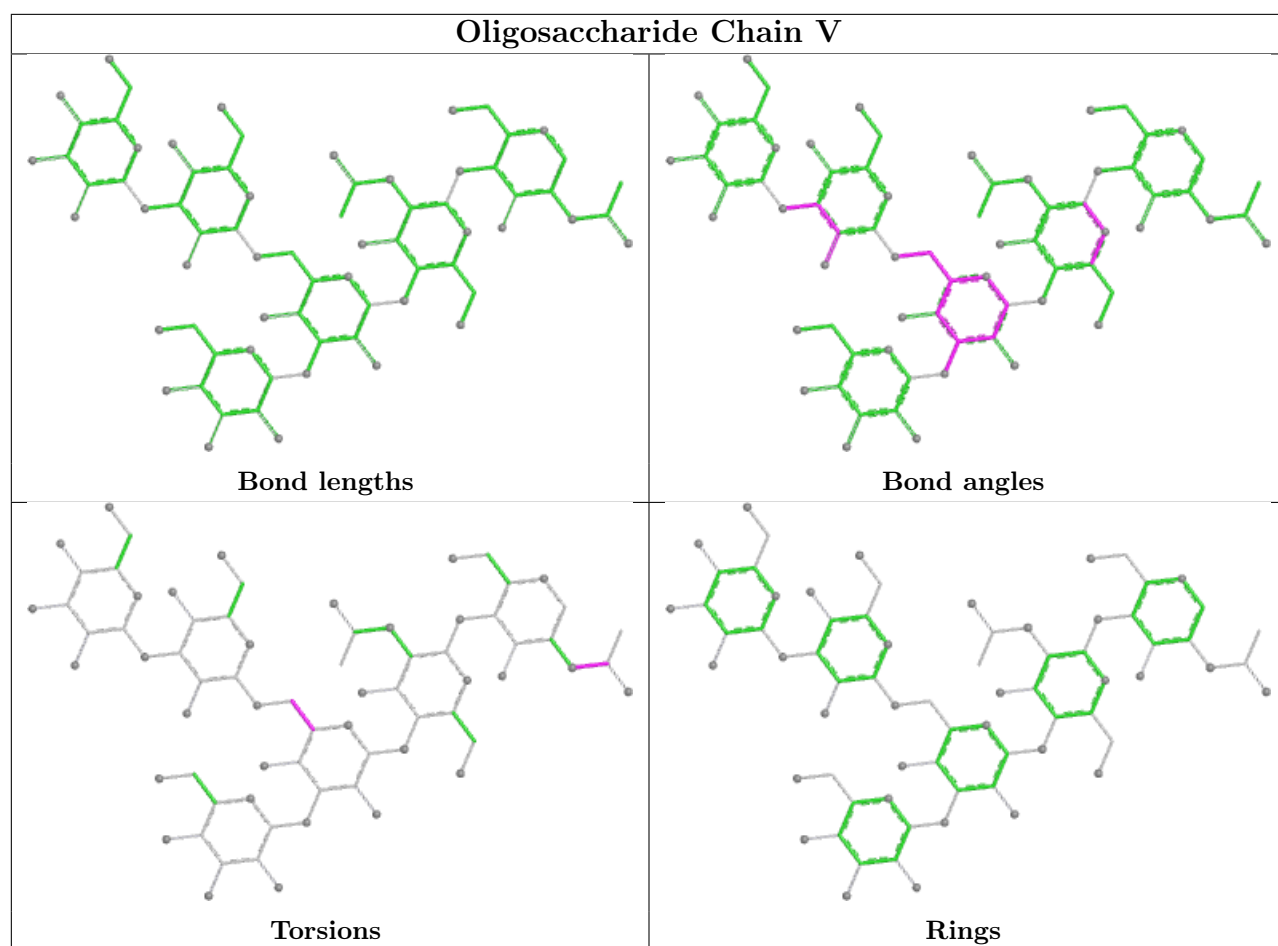 Oligosaccharide Chain V
Bond lengths
Bond angles
Torsions
Rings